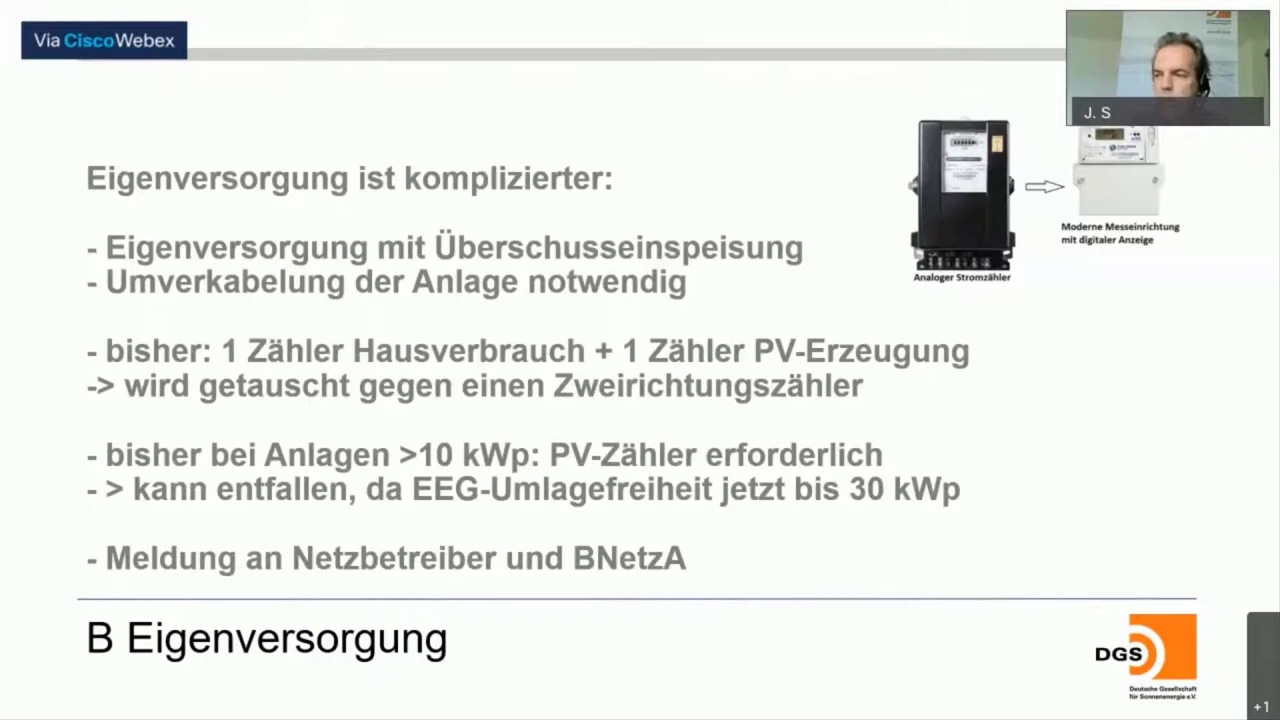 Via Cisco Webex
J. S
Eigenversorgung ist komplizierter:
- Eigenversorgung mit Überschusseinspeisung
- Umverkabelung der Anlage notwendig
- bisher: 1 Zähler Hausverbrauch + 1 Zähler PV-Erzeugung
-> wird getauscht gegen einen Zweirichtungszähler
- bisher bei Anlagen >10 kWp: PV-Zähler erforderlich
- > kann entfallen, da EEG-Umlagefreiheit jetzt bis 30 kWp
- Meldung an Netzbetreiber und BNetzA
Analoger Stromzähler
Moderne Messeinrichtung
mit digitaler Anzeige
B Eigenversorgung
DGS
Deutsche Gesellschaft
für Sonnenenergie e.V.
+1